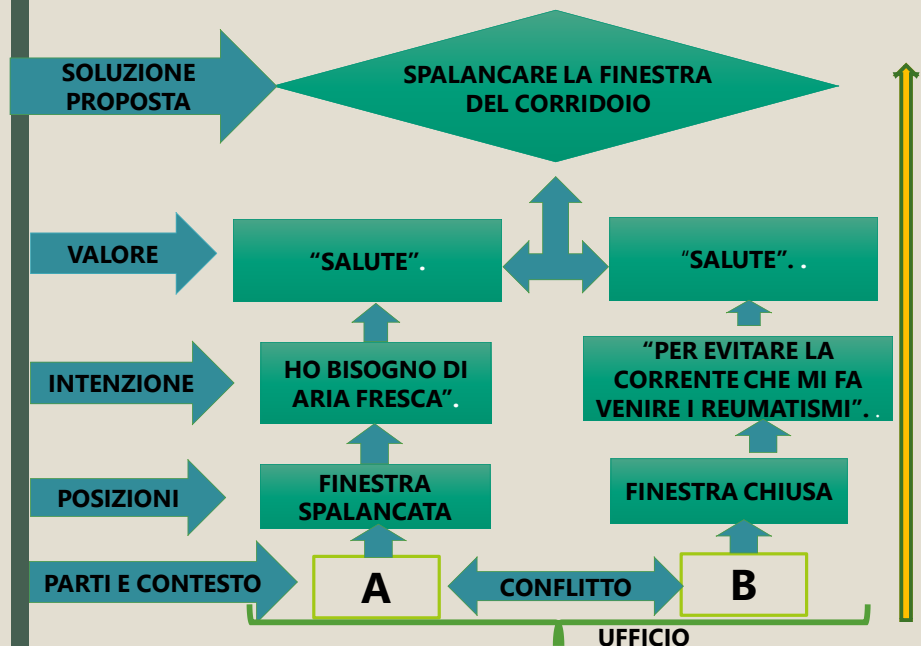 SOLUZIONE
PROPOSTA
SPALANCARE LA FINESTRA
DEL CORRIDOIO
VALORE
“SALUTE”.
“SALUTE”. .
INTENZIONE
HO BISOGNO DI
ARIA FRESCA”.
“PER EVITARE LA
CORRENTE CHE MI FA
VENIRE I REUMATISMI”. .
POSIZIONI
FINESTRA
SPALANCATA
FINESTRA CHIUSA
PARTI E CONTESTO
A
CONFLITTO
B
UFFICIO